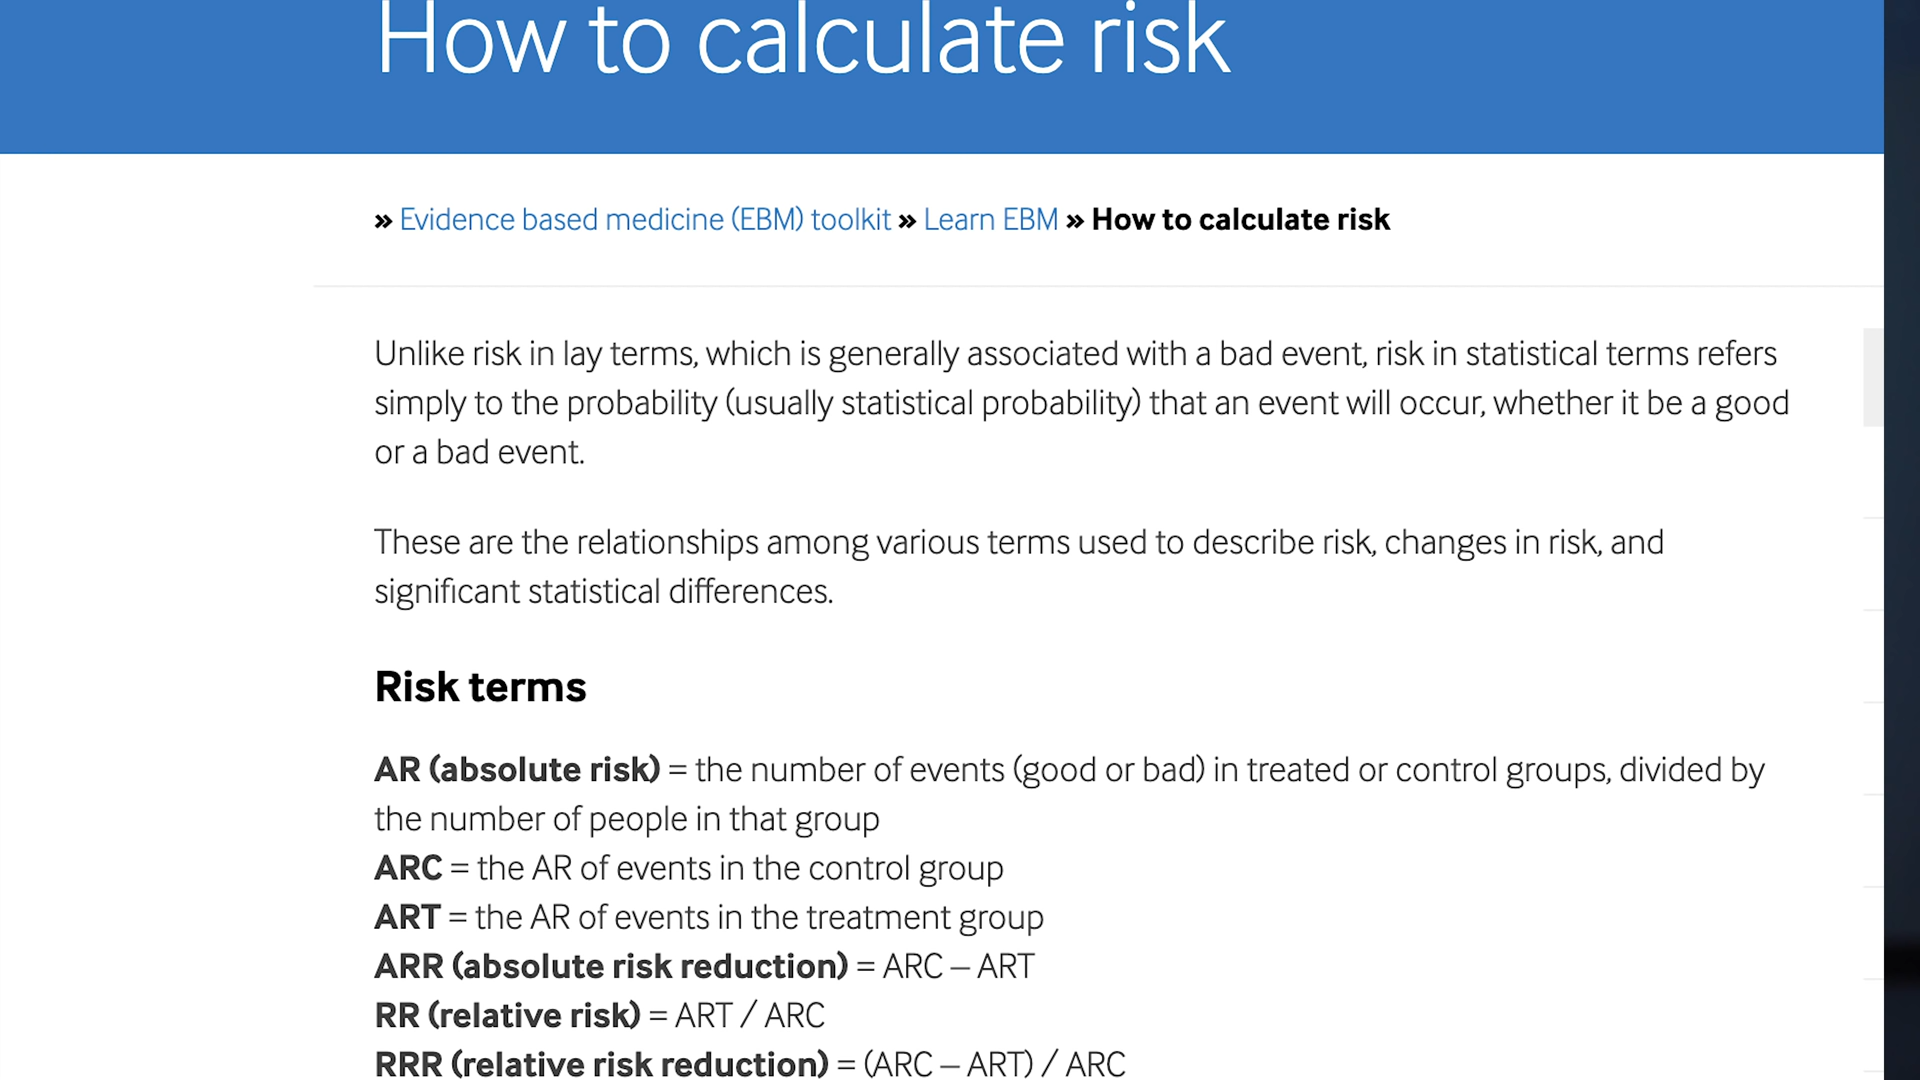 How to calculate risk
» Evidence based medicine (EBM) toolkit » Learn EBM » How to calculate risk
Unlike risk in lay terms, which is generally associated with a bad event, risk in statistical terms refers
simply to the probability (usually statistical probability) that an event will occur, whether it be a good
or a bad event.
These are the relationships among various terms used to describe risk, changes in risk, and
significant statistical differences.
Risk terms
AR (absolute risk) = the number of events (good or bad) in treated or control groups, divided by
the number of people in that group
ARC = the AR of events in the control group
ART = the AR of events in the treatment group
ARR (absolute risk reduction) = ARC – ART
RR (relative risk) = ART / ARC
RRR (relative risk reduction) = (ARC – ART) / ARC